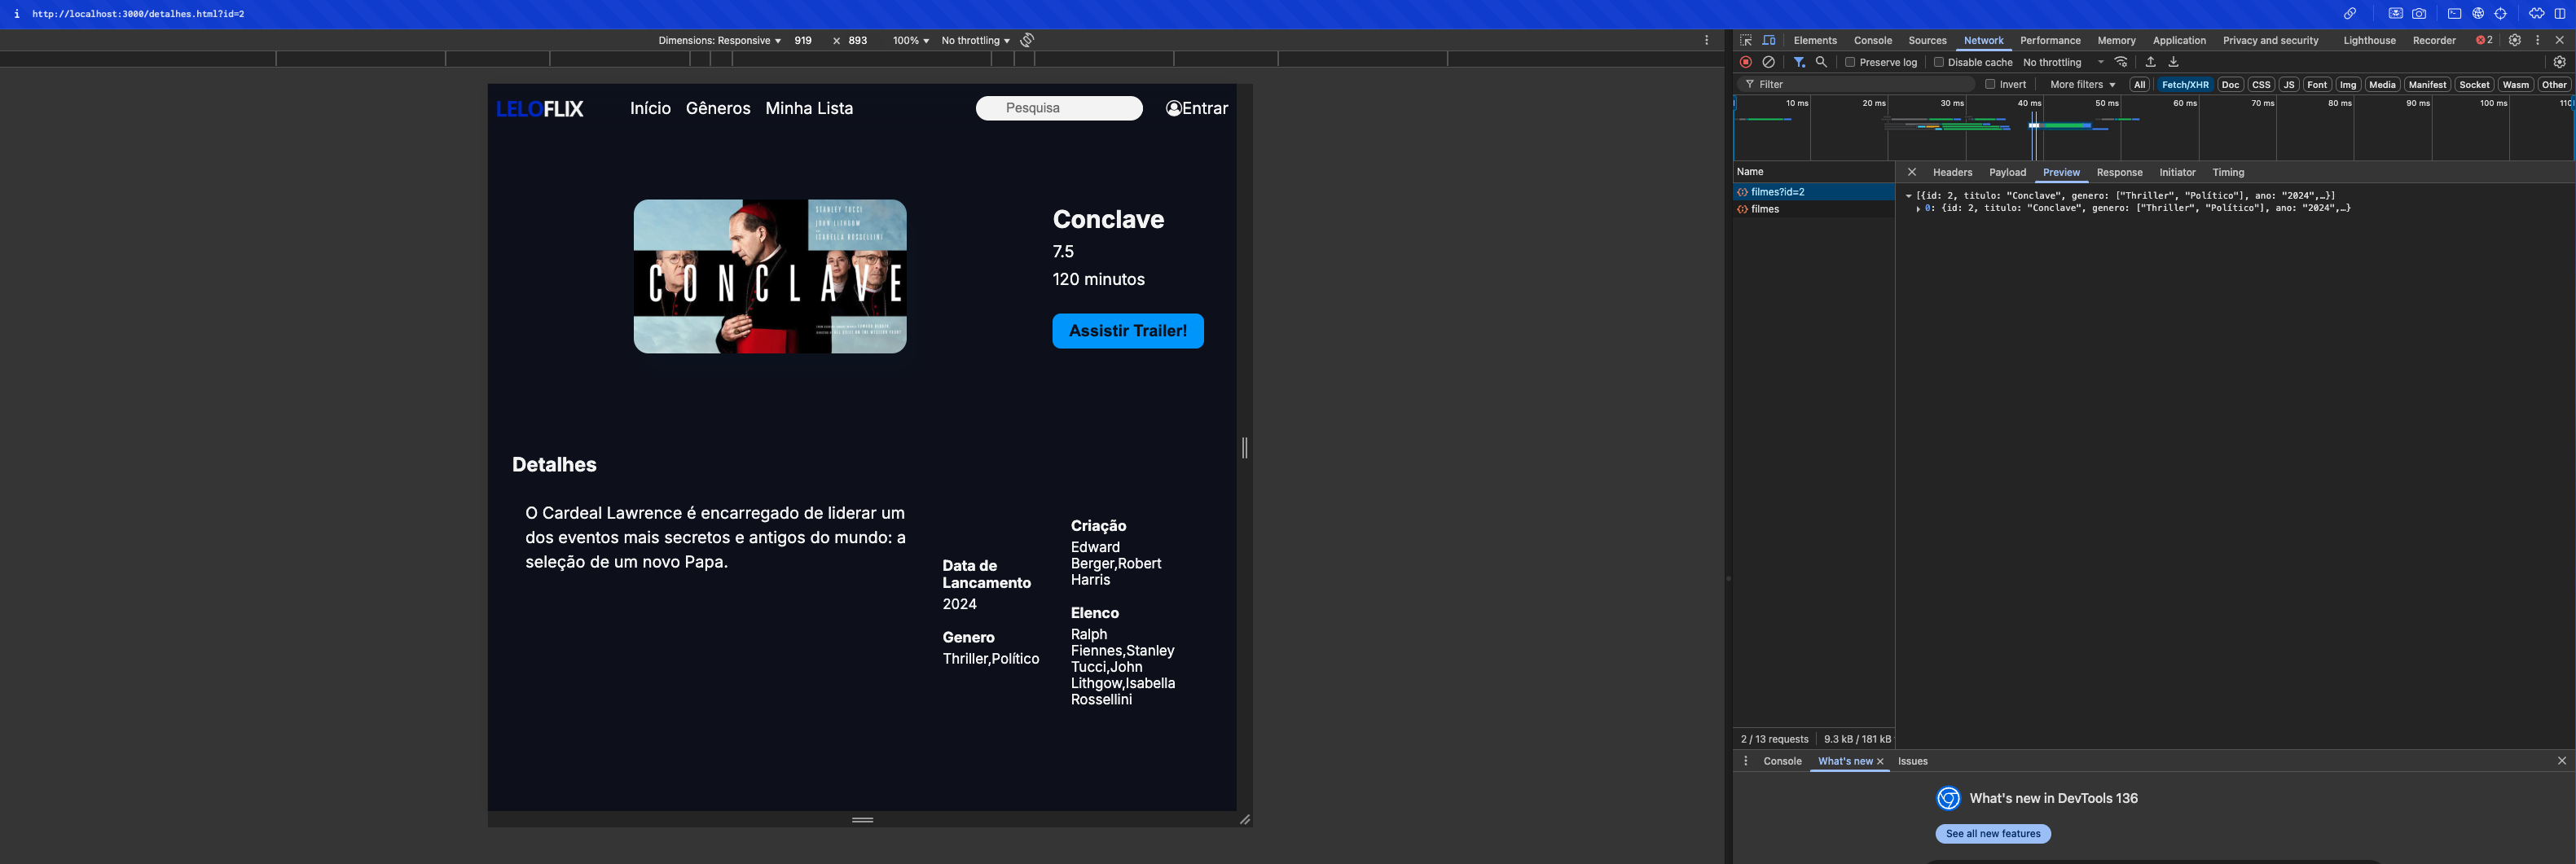 i http://localhost:3000/detalhes.html?id=2
Dimensions: Responsive 919 × 893 100% No throttling
LELOFLIX Início Gêneros Minha Lista Pesquisa Entrar
STANLEY TUCCI
JOHN LITHGOW
ISABELLA ROSSELLINI
CONCLAVE
Conclave
7.5
120 minutos
Assistir Trailer!
Detalhes
O Cardeal Lawrence é encarregado de liderar um
dos eventos mais secretos e antigos do mundo: a
seleção de um novo Papa.
Data de
Lancamento
2024
Genero
Thriller,Político
Criação
Edward
Berger,Robert
Harris
Elenco
Ralph
Fiennes,Stanley
Tucci,John
Lithgow,Isabella
Rossellini
Elements Console Sources Network Performance Memory Application Privacy and security Lighthouse Recorder 2
Preserve log Disable cache No throttling
Filter Invert More filters All Fetch/XHR Doc CSS JS Font Img Media Manifest Socket Wasm Other
10 ms 20 ms 30 ms 40 ms 50 ms 60 ms 70 ms 80 ms 90 ms 100 ms 110
Name
filmes?id=2
filmes
Headers Payload Preview Response Initiator Timing
[{id: 2, titulo: "Conclave", genero: ["Thriller", "Político"], ano: "2024",…}]
0: {id: 2, titulo: "Conclave", genero: ["Thriller", "Político"], ano: "2024",…}
2 / 13 requests 9.3 kB / 181 kB
Console What's new Issues
What's new in DevTools 136
See all new features